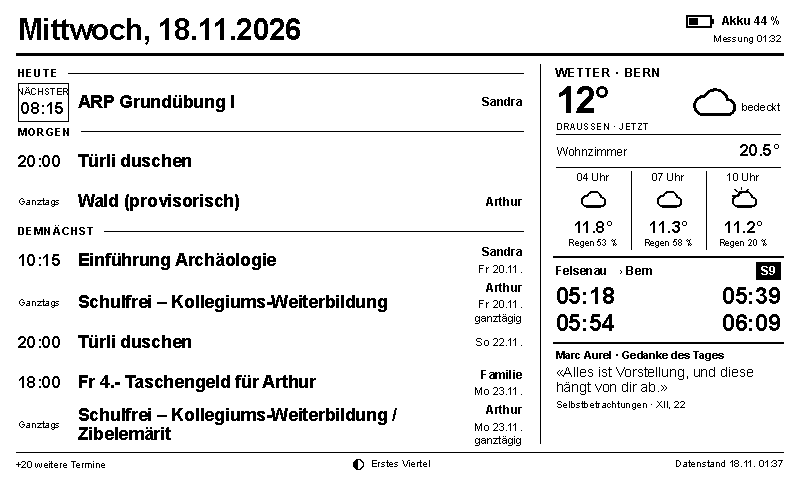 Mittwoch, 18.11.2026
Akku 44 %
Messung 01:32
HEUTE
NÄCHSTER
08:15
ARP Grundübung I
Sandra
MORGEN
20:00 Türli duschen
Ganztags Wald (provisorisch) Arthur
DEMNÄCHST
10:15 Einführung Archäologie Sandra
Fr 20.11.
Ganztags Schulfrei – Kollegiums-Weiterbildung Arthur
Fr 20.11.
ganztägig
20:00 Türli duschen So 22.11.
18:00 Fr 4.- Taschengeld für Arthur Familie
Mo 23.11.
Ganztags Schulfrei – Kollegiums-Weiterbildung /
Zibelemärit
Arthur
Mo 23.11.
ganztägig
WETTER · BERN
12°
bedeckt
DRAUSSEN · JETZT
Wohnzimmer 20.5°
04 Uhr 07 Uhr 10 Uhr
11.8° 11.3° 11.2°
Regen 53 % Regen 58 % Regen 20 %
Felsenau › Bern S9
05:18 05:39
05:54 06:09
Marc Aurel · Gedanke des Tages
«Alles ist Vorstellung, und diese
hängt von dir ab.»
Selbstbetrachtungen · XII, 22
+20 weitere Termine
Erstes Viertel
Datenstand 18.11. 01:37